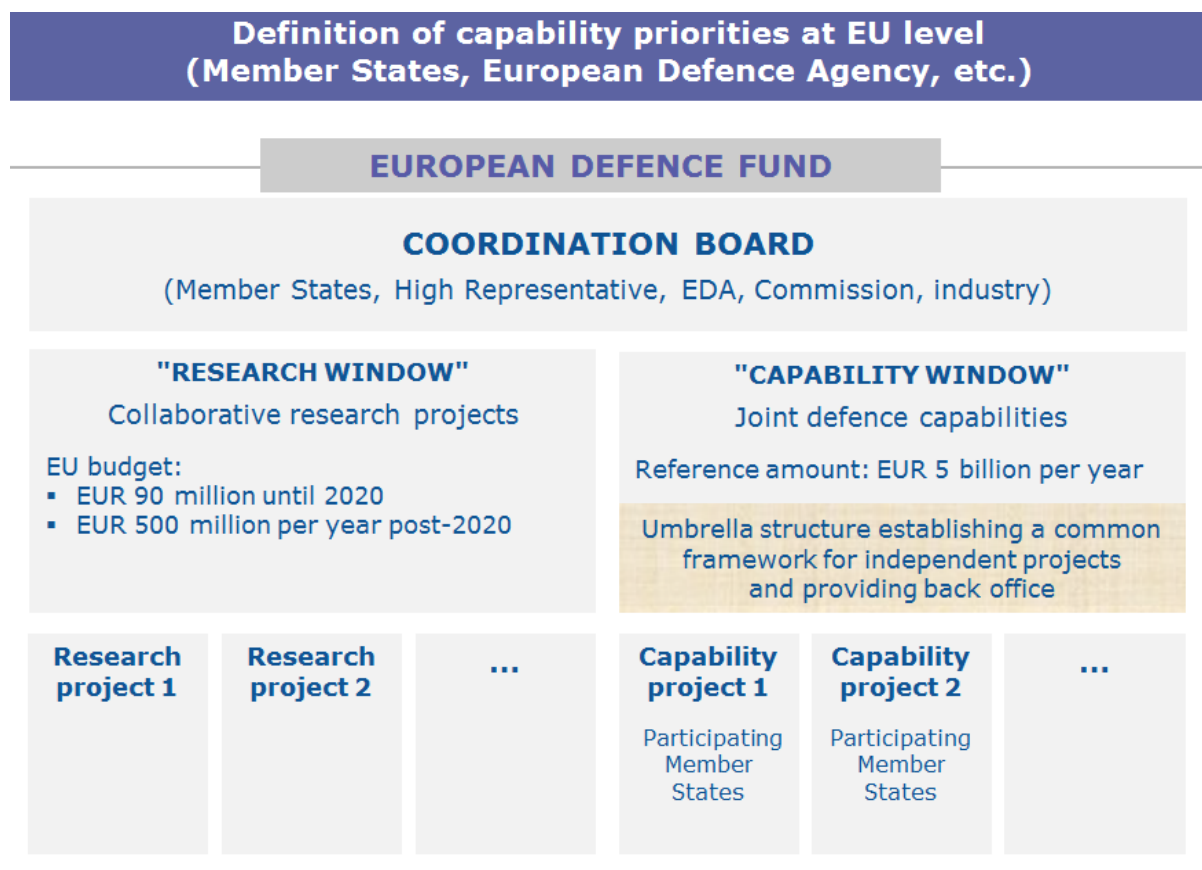 Definition of capability priorities at EU level
(Member States, European Defence Agency, etc.)
EUROPEAN DEFENCE FUND
COORDINATION BOARD
(Member States, High Representative, EDA, Commission, industry)
"RESEARCH WINDOW"
Collaborative research projects
EU budget:
▪ EUR 90 million until 2020
▪ EUR 500 million per year post-2020
"CAPABILITY WINDOW"
Joint defence capabilities
Reference amount: EUR 5 billion per year
Umbrella structure establishing a common
framework for independent projects
and providing back office
Research
project 1
Research
project 2
...
Capability
project 1
Participating
Member
States
Capability
project 2
Participating
Member
States
...